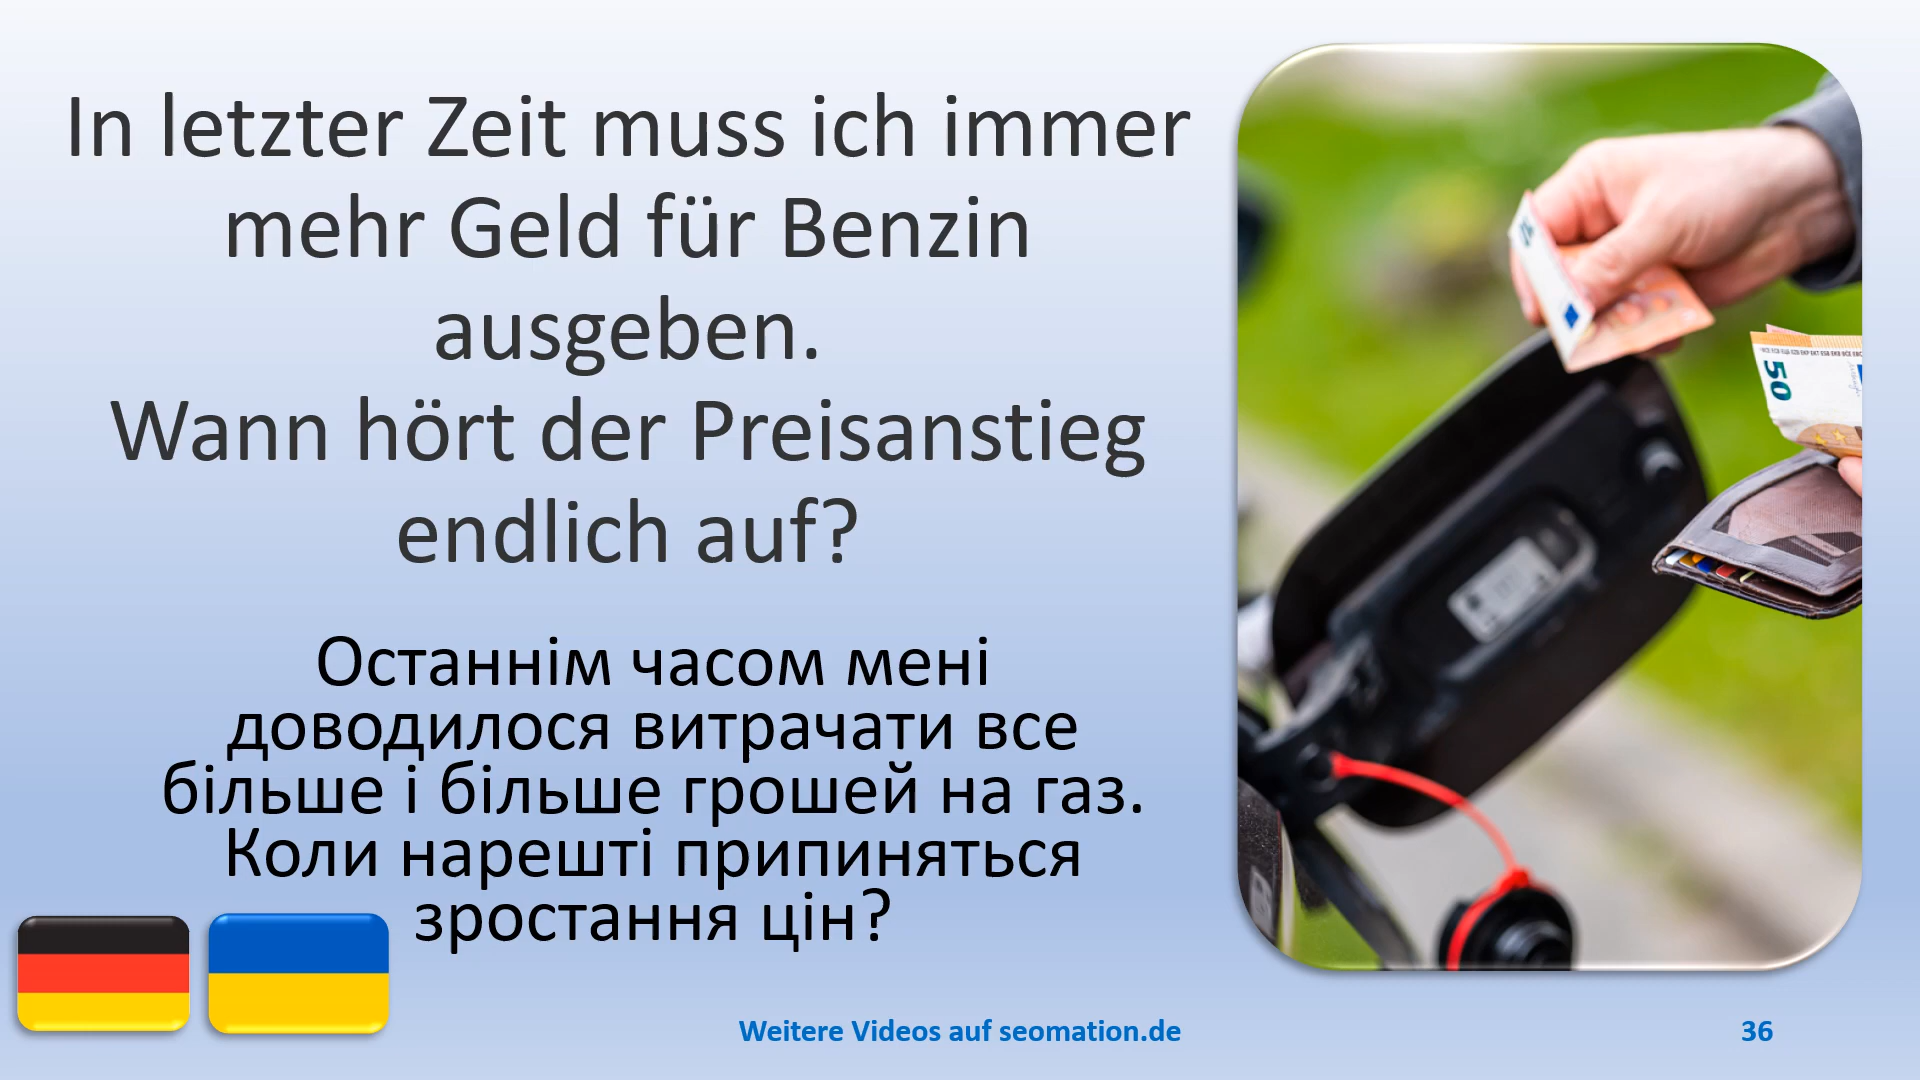 In letzter Zeit muss ich immer
mehr Geld für Benzin
ausgeben.
Wann hört der Preisanstieg
endlich auf?
Останнім часом мені
доводилося витрачати все
більше і більше грошей на газ.
Коли нарешті припиняться
зростання цін?
50
Weitere Videos auf seomation.de
36